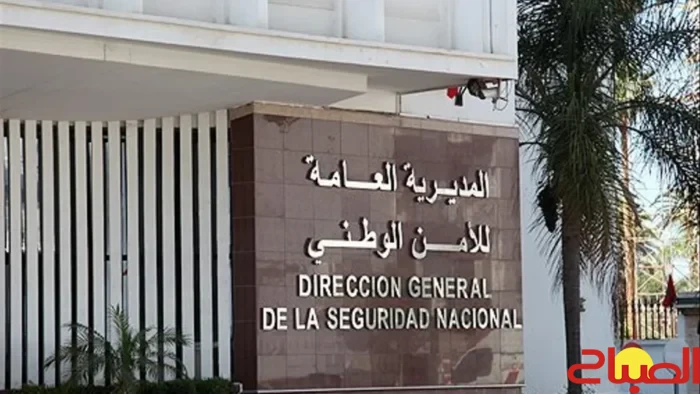 المديرية العامة
للأمن الوطني
DIRECCION GENERAL
DE LA SEGURIDAD NACIONAL
الصباح